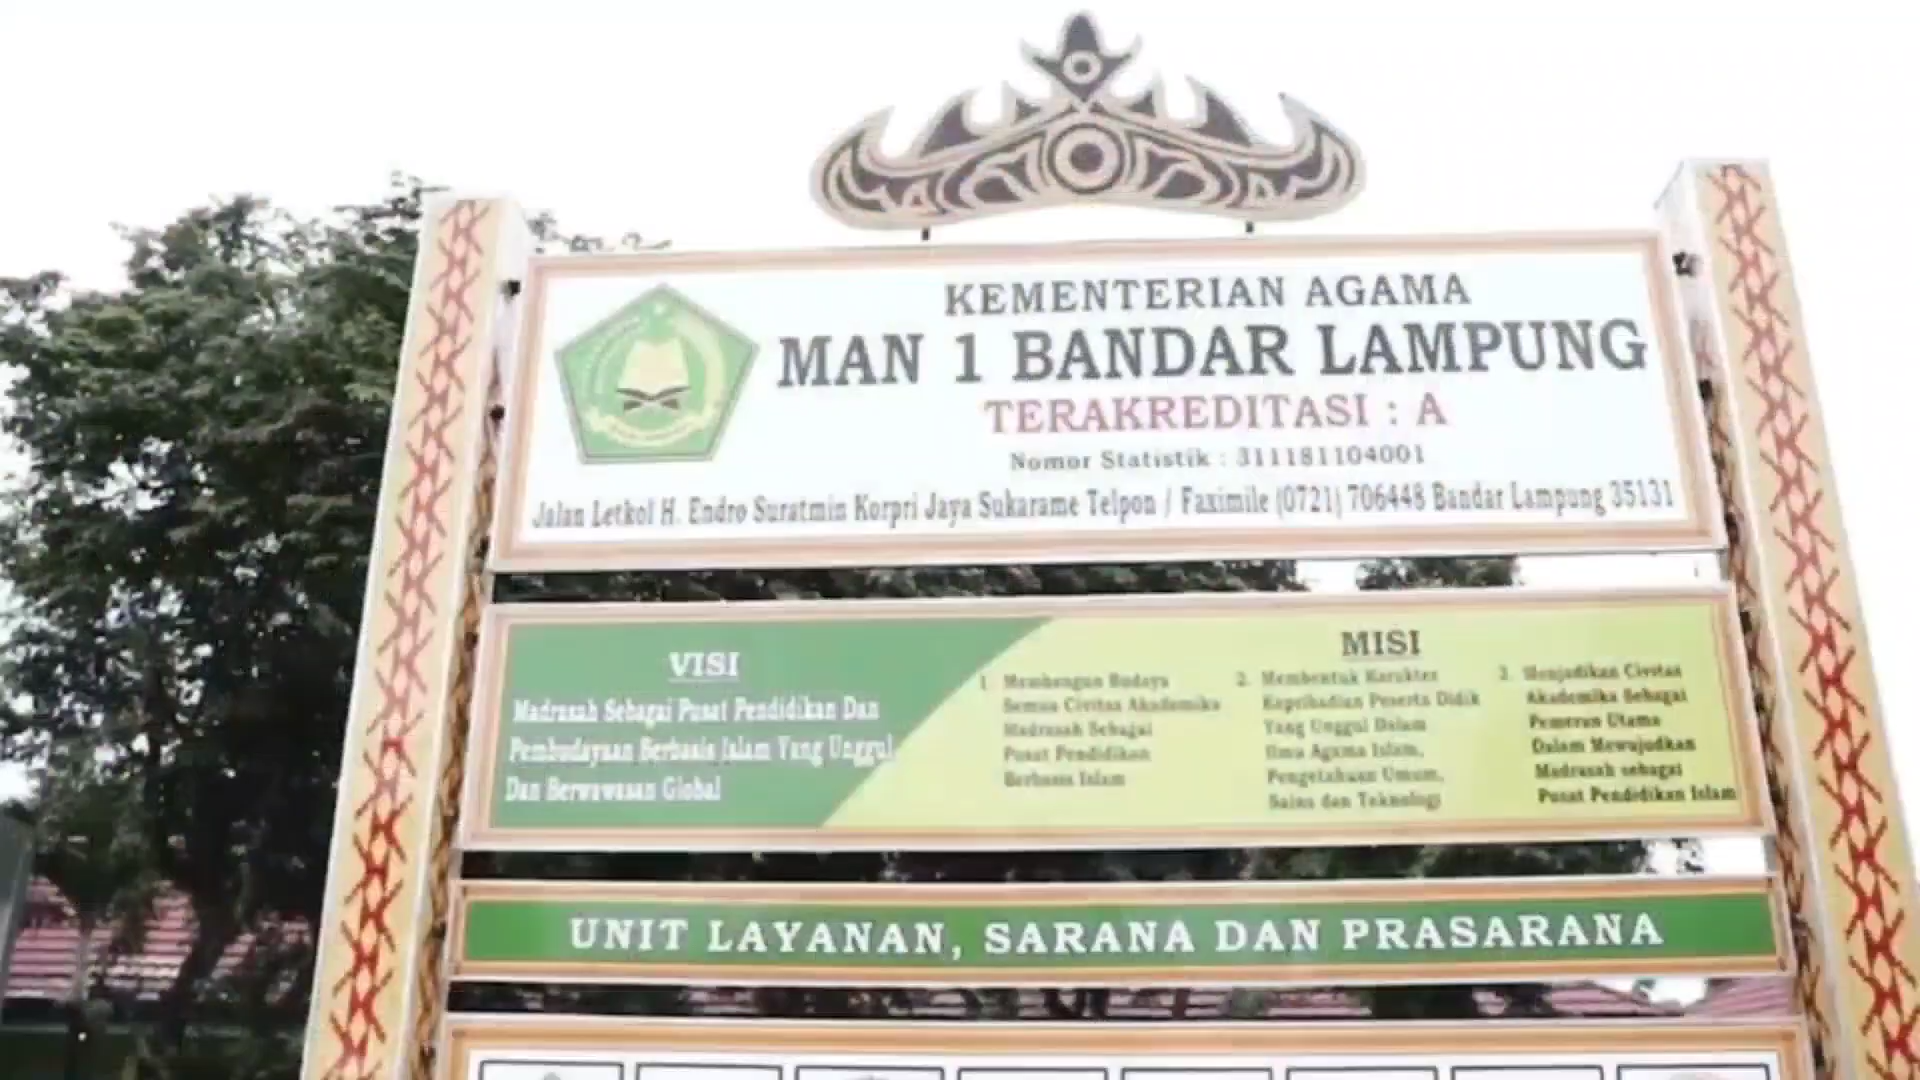 KEMENTERIAN AGAMA
MAN 1 BANDAR LAMPUNG
TERAKREDITASI : A
Nomor Statistik : 311181104001
Jalan Letkol H. Endro Suratmin Korpri Jaya Sukarame Telpon / Faximile (0721) 706448 Bandar Lampung 35131
VISI
Madrasah Sebagai Pusat Pendidikan Dan
Pembudayaan Berbasis Islam Yang Unggul
Dan Berwawasan Global
MISI
1. Membangun Budaya
Semua Civitas Akademika
Madrasah Sebagai
Pusat Pendidikan
Berbasis Islam
2. Membentuk Karakter
Kepribadian Peserta Didik
Yang Unggul Dalam
Ilmu Agama Islam,
Pengetahuan Umum,
Sains dan Teknologi
3. Menjadikan Civitas
Akademika Sebagai
Pemeran Utama
Dalam Mewujudkan
Madrasah sebagai
Pusat Pendidikan Islam
UNIT LAYANAN, SARANA DAN PRASARANA